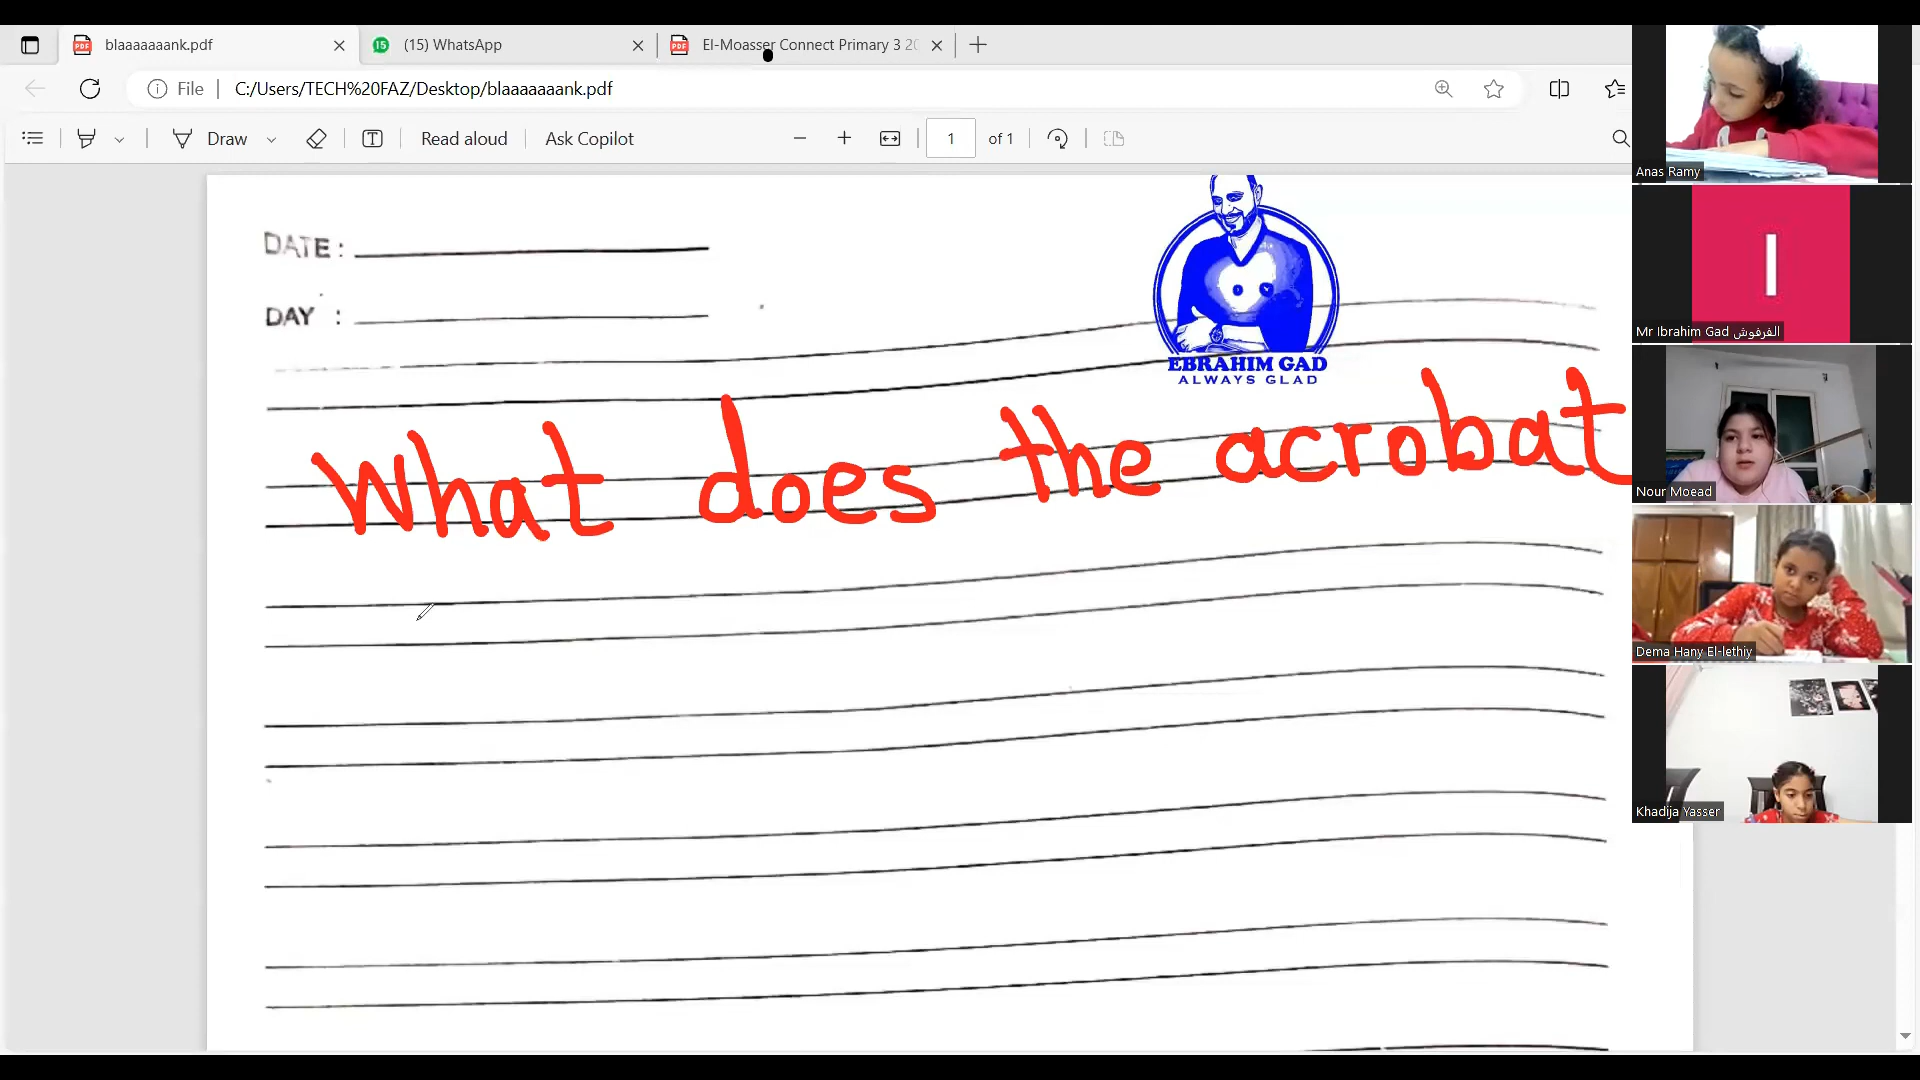 blaaaaaaank.pdf
(15) WhatsApp
El-Moasser Connect Primary 3 20
File
C:/Users/TECH%20FAZ/Desktop/blaaaaaaank.pdf
Draw
Read aloud
Ask Copilot
1 of 1
DATE :
DAY :
EBRAHIM GAD
ALWAYS GLAD
What does the acrobat
Anas Ramy
I
Mr Ibrahim Gad الفرفوش
Nour Moead
Dema Hany El-lethiy
Khadija Yasser